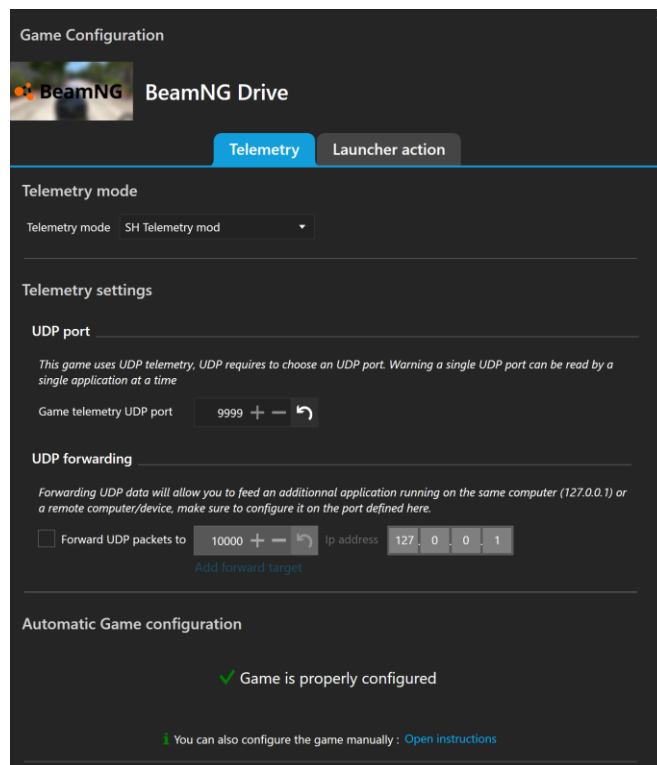 Game Configuration
BeamNG
BeamNG Drive
Telemetry
Launcher action
Telemetry mode
Telemetry mode SH Telemetry mod
Telemetry settings
UDP port
This game uses UDP telemetry, UDP requires to choose an UDP port. Warning a single UDP port can be read by a
single application at a time
Game telemetry UDP port 9999
UDP forwarding
Forwarding UDP data will allow you to feed an additionnal application running on the same computer (127.0.0.1) or
a remote computer/device, make sure to configure it on the port defined here.
Forward UDP packets to 10000 Ip address 127 . 0 . 0 . 1
Add forward target
Automatic Game configuration
Game is properly configured
You can also configure the game manually : Open instructions